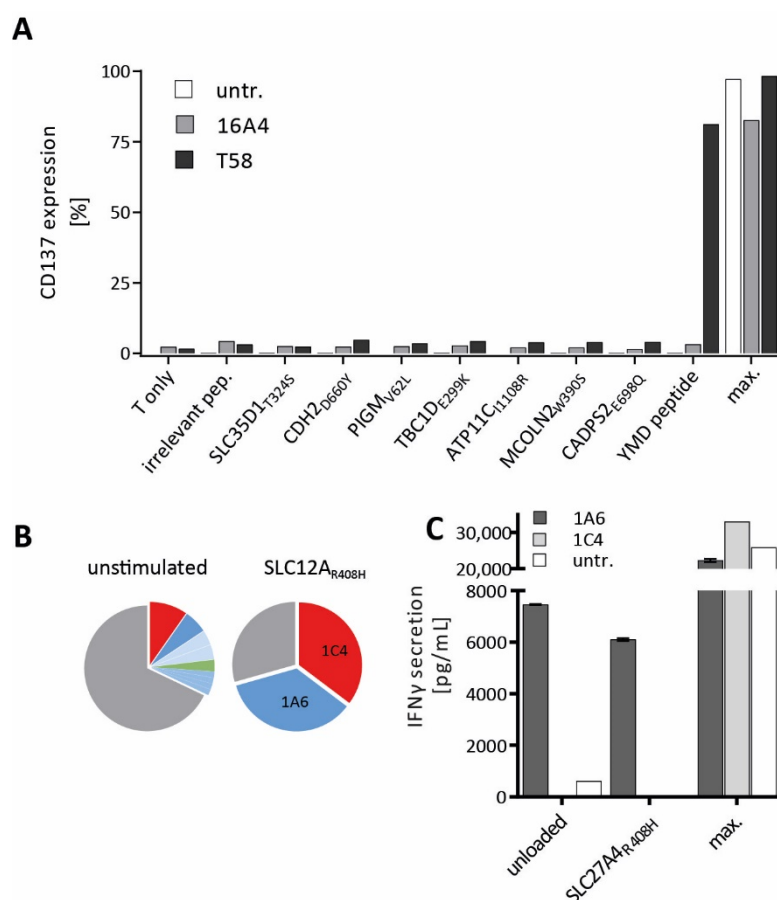 A
100
75
50
25
0
CD137 expression
[%]
untr.
16A4
T58
T only
irrelevant pep.
SLC35D1T324S
CDH2D660Y
PIGMV62L
TBC1DE299K
ATP11CI1108R
MCOLN2W390S
CADPS2E698Q
YMD peptide
max.
B
unstimulated
SLC12AR408H
1C4
1A6
C
1A6
1C4
untr.
30,000
20,000
8000
6000
4000
2000
0
IFNγ secretion
[pg/mL]
unloaded
SLC27A4R408H
max.